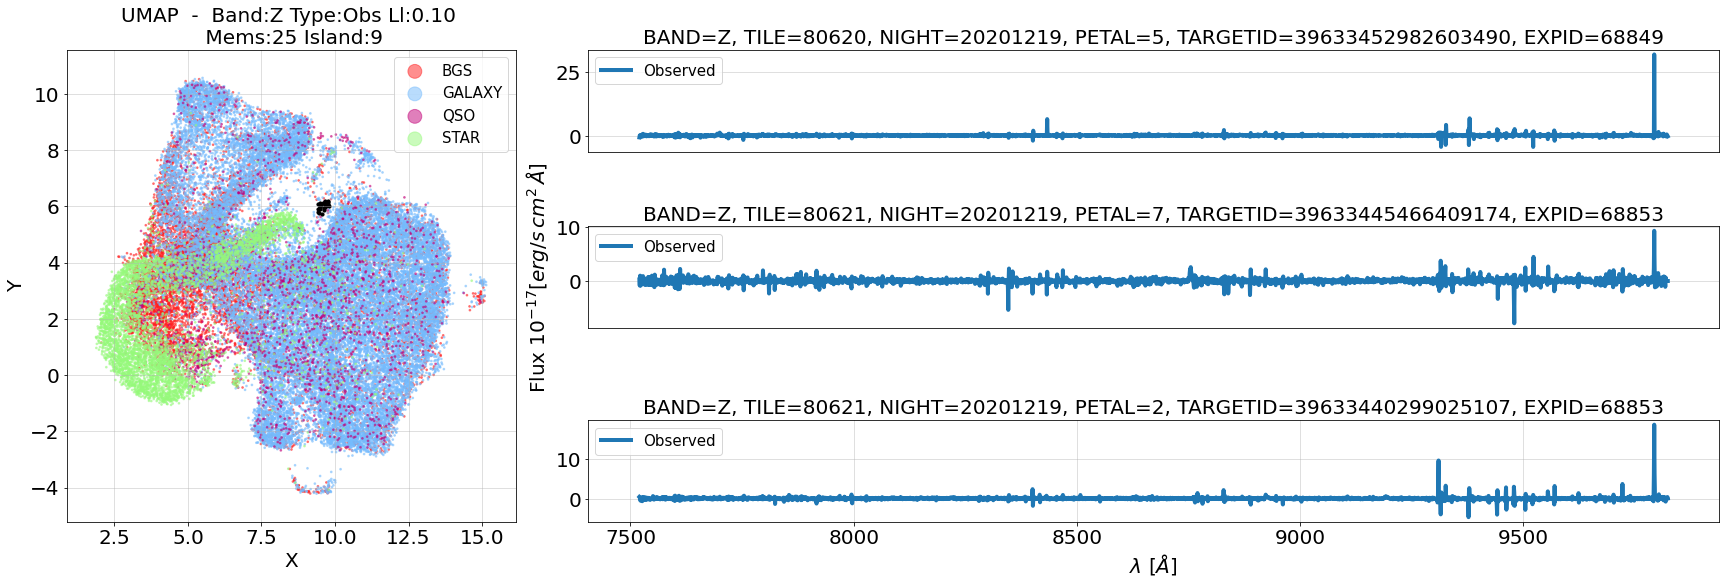 UMAP - Band:Z Type:Obs Ll:0.10
Mems:25 Island:9
BGS
GALAXY
QSO
STAR
10
8
6
4
2
0
−2
−4
Y
2.5 5.0 7.5 10.0 12.5 15.0
X
Flux 10^{-17}[erg/s cm^2 Å]
BAND=Z, TILE=80620, NIGHT=20201219, PETAL=5, TARGETID=39633452982603490, EXPID=68849
Observed
25
0
BAND=Z, TILE=80621, NIGHT=20201219, PETAL=7, TARGETID=39633445466409174, EXPID=68853
Observed
10
0
BAND=Z, TILE=80621, NIGHT=20201219, PETAL=2, TARGETID=39633440299025107, EXPID=68853
Observed
10
0
7500 8000 8500 9000 9500
λ [Å]